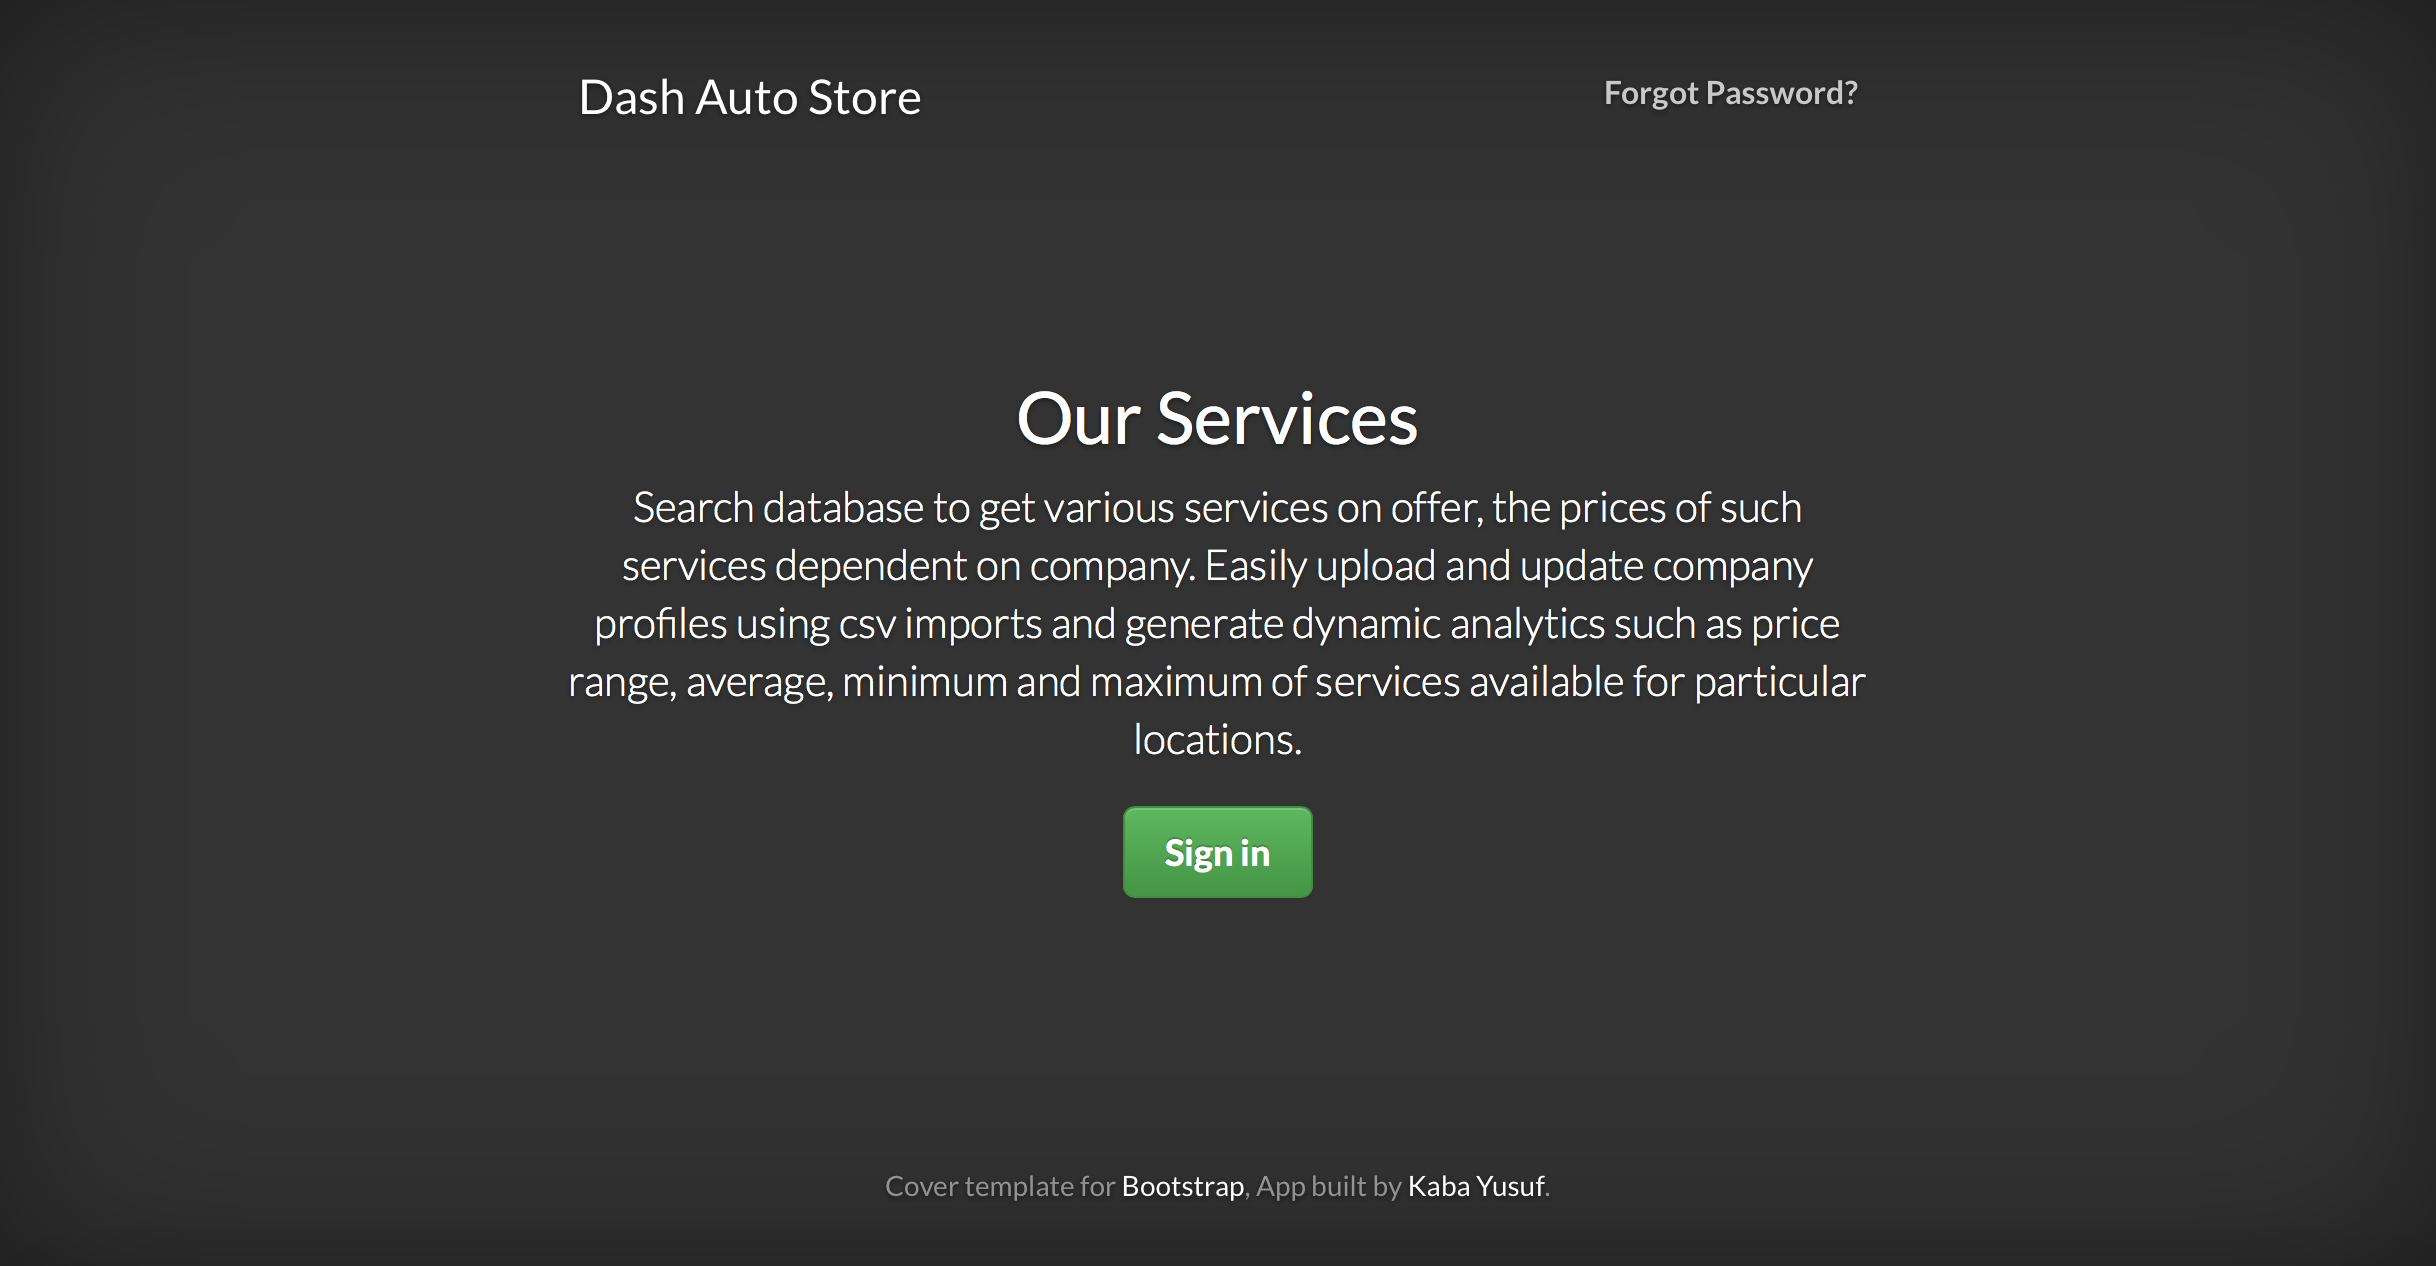 Dash Auto Store
Forgot Password?
Our Services
Search database to get various services on offer, the prices of such
services dependent on company. Easily upload and update company
profiles using csv imports and generate dynamic analytics such as price
range, average, minimum and maximum of services available for particular
locations.
Sign in
Cover template for Bootstrap, App built by Kaba Yusuf.